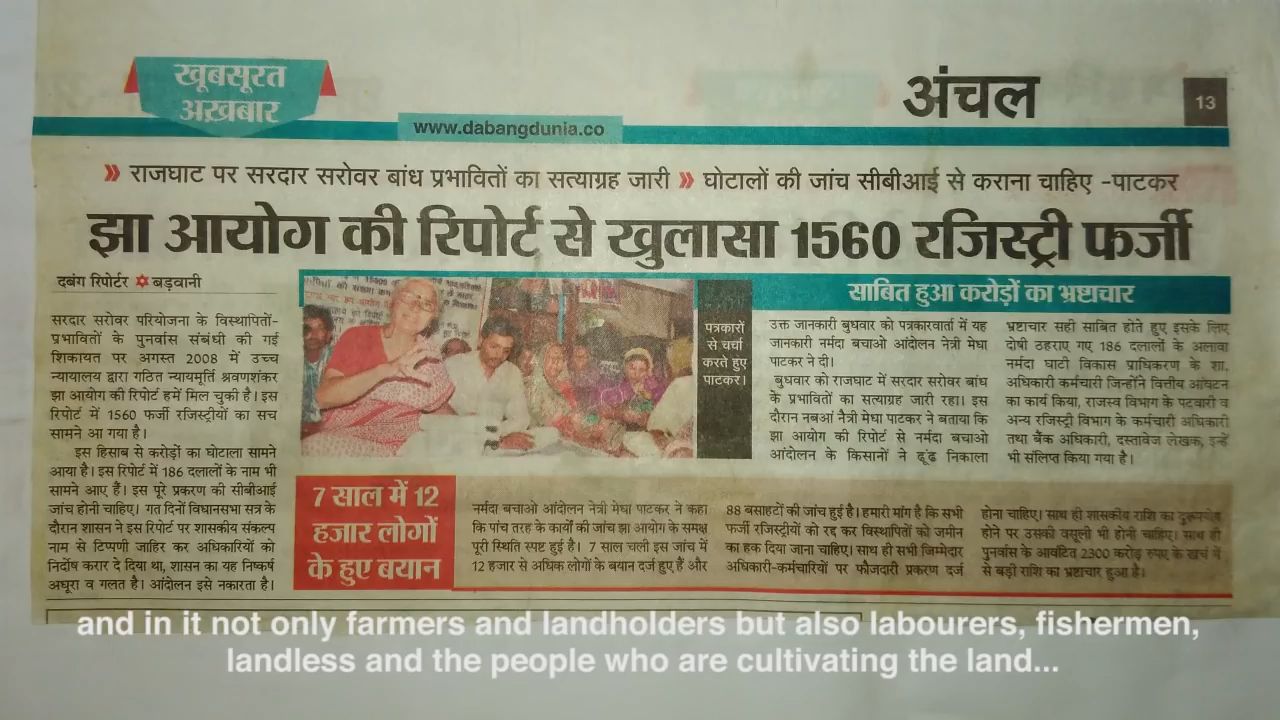 खूबसूरत
अख़बार
www.dabangdunia.co
अंचल
13
» राजघाट पर सरदार सरोवर बांध प्रभावितों का सत्याग्रह जारी » घोटालों की जांच सीबीआई से कराना चाहिए -पाटकर
झा आयोग की रिपोर्ट से खुलासा 1560 रजिस्ट्री फर्जी
दबंग रिपोर्टर ✡ बड़वानी
सरदार सरोवर परियोजना के विस्थापितों-
प्रभावितों के पुनर्वास संबंधी की गई
शिकायत पर अगस्त 2008 में उच्च
न्यायालय द्वारा गठित न्यायमूर्ति श्रवणशंकर
झा आयोग की रिपोर्ट हमें मिल चुकी है। इस
रिपोर्ट में 1560 फर्जी रजिस्ट्रीयों का सच
सामने आ गया है।
इस हिसाब से करोड़ों का घोटाला सामने
आया है। इस रिपोर्ट में 186 दलालों के नाम भी
सामने आए हैं। इस पूरे प्रकरण की सीबीआई
जांच होनी चाहिए। गत दिनों विधानसभा सत्र के
दौरान शासन ने इस रिपोर्ट पर शासकीय संकल्प
नाम से टिप्पणी जाहिर कर अधिकारियों को
निर्दोष करार दे दिया था, शासन का यह निष्कर्ष
अधूरा व गलत है। आंदोलन इसे नकारता है।
पत्रकारों
से चर्चा
करते हुए
पाटकर।
साबित हुआ करोड़ों का भ्रष्टाचार
उक्त जानकारी बुधवार को पत्रकारवार्ता में यह
जानकारी नर्मदा बचाओ आंदोलन नेत्री मेधा
पाटकर ने दी।
बुधवार को राजघाट में सरदार सरोवर बांध
के प्रभावितों का सत्याग्रह जारी रहा। इस
दौरान नबआं नैत्री मेधा पाटकर ने बताया कि
झा आयोग की रिपोर्ट से नर्मदा बचाओ
आंदोलन के किसानों ने ढूंढ निकाला
भ्रष्टाचार सही साबित होते हुए इसके लिए
दोषी ठहराए गए 186 दलालों के अलावा
नर्मदा घाटी विकास प्राधिकरण के शा.
अधिकारी कर्मचारी जिन्होंने वित्तीय आंवटन
का कार्य किया, राजस्व विभाग के पटवारी व
अन्य रजिस्ट्री विभाग के कर्मचारी अधिकारी
तथा बैंक अधिकारी, दस्तावेज लेखक, इन्हें
भी संलिप्त किया गया है।
7 साल में 12
हजार लोगों
के हुए बयान
नर्मदा बचाओ आंदोलन नेत्री मेधा पाटकर ने कहा
कि पांच तरह के कार्यों की जांच झा आयोग के समक्ष
पूरी स्थिति स्पष्ट हुई है। 7 साल चली इस जांच में
12 हजार से अधिक लोगों के बयान दर्ज हुए हैं और
88 बसाहटों की जांच हुई है। हमारी मांग है कि सभी
फर्जी रजिस्ट्रीयों को रद्द कर विस्थापितों को जमीन
का हक दिया जाना चाहिए। साथ ही सभी जिम्मेदार
अधिकारी-कर्मचारियों पर फौजदारी प्रकरण दर्ज
होना चाहिए। साथ ही शासकीय राशि का दुरूपयोग
होने पर उसकी वसूली भी होनी चाहिए। साथ ही
पुनर्वास के आवंटित 2300 करोड़ रुपए के खर्च में
से बड़ी राशि का भ्रष्टाचार हुआ है।
and in it not only farmers and landholders but also labourers, fishermen,
landless and the people who are cultivating the land...